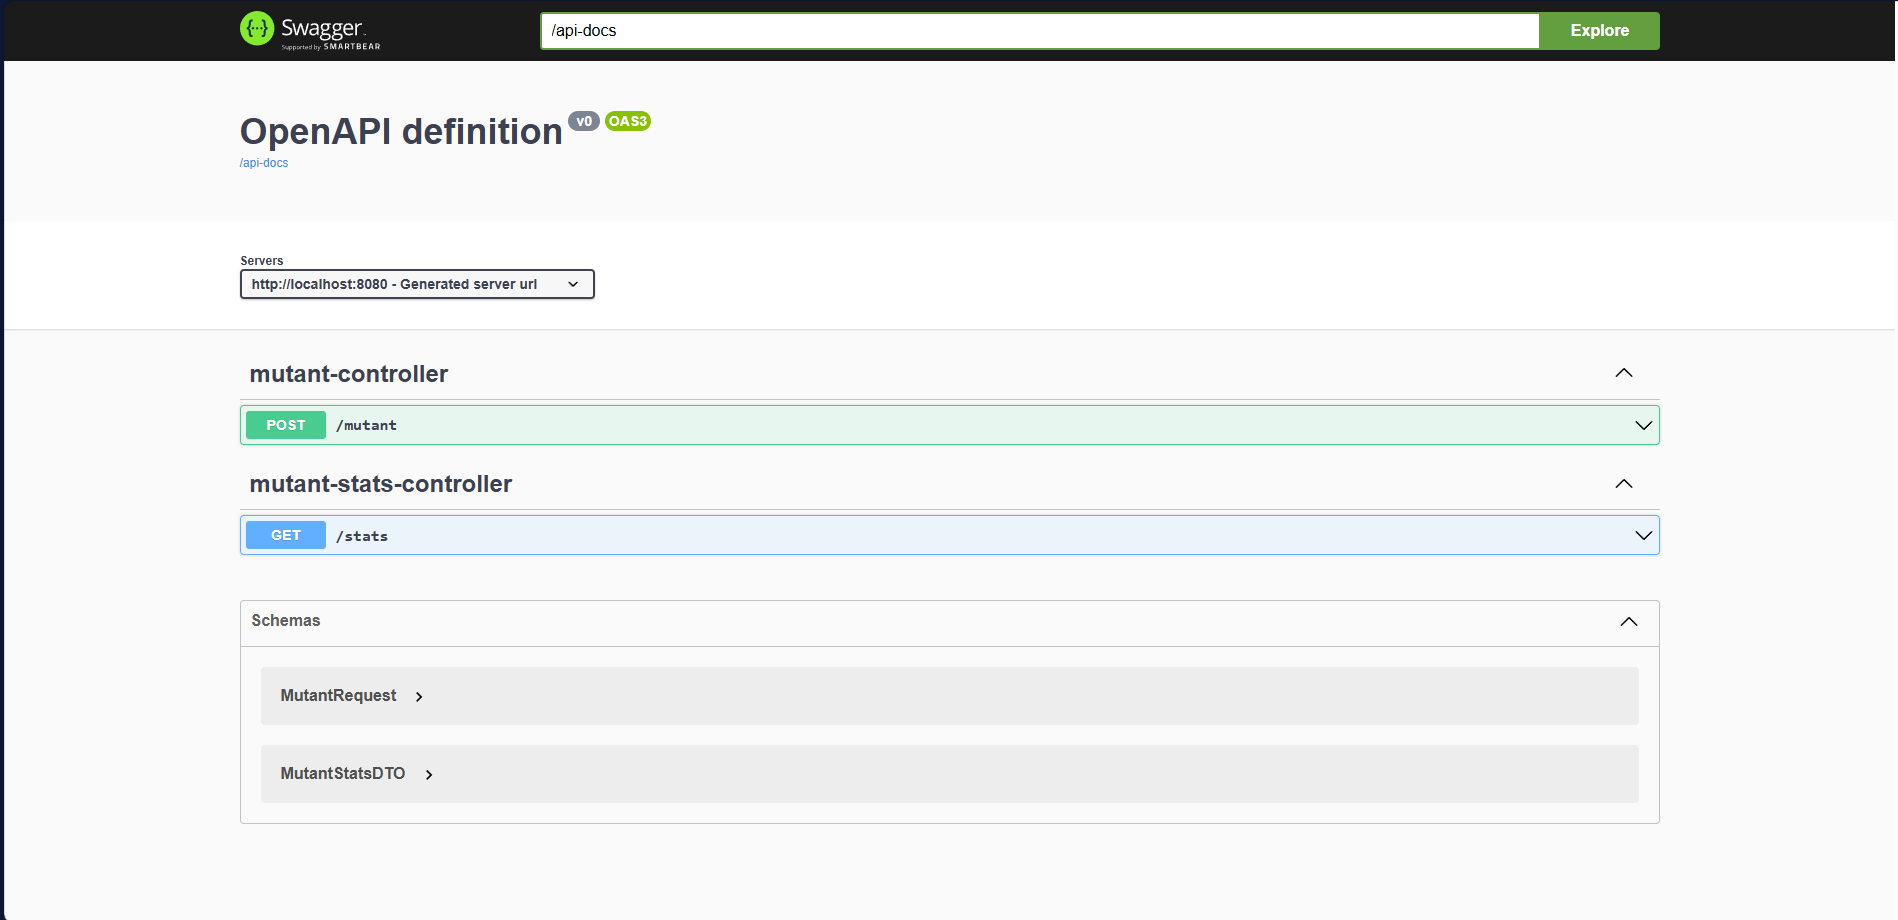 Swagger
Supported by SMARTBEAR
/api-docs
Explore
OpenAPI definition v0 OAS3
/api-docs
Servers
http://localhost:8080 - Generated server url
mutant-controller
POST /mutant
mutant-stats-controller
GET /stats
Schemas
MutantRequest
MutantStatsDTO